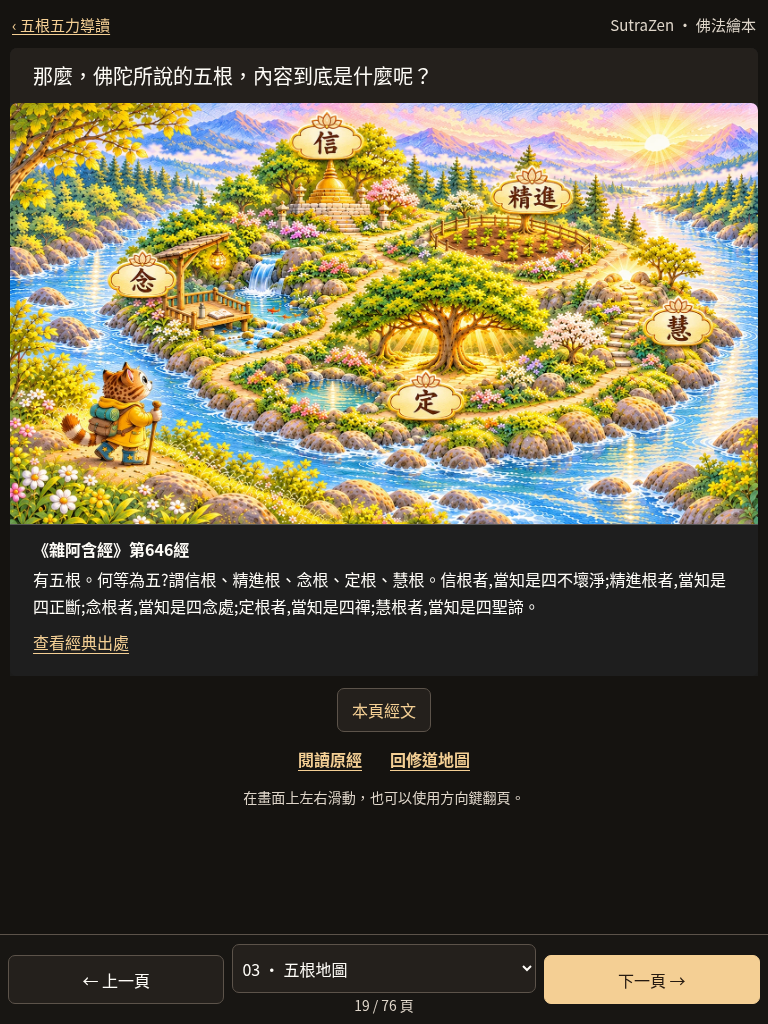 ‹ 五根五力導讀
SutraZen · 佛法繪本
那麼，佛陀所說的五根，內容到底是什麼呢？
信
精進
念
慧
定
《雜阿含經》第646經
有五根。何等為五?謂信根、精進根、念根、定根、慧根。信根者,當知是四不壞淨;精進根者,當知是
四正斷;念根者,當知是四念處;定根者,當知是四禪;慧根者,當知是四聖諦。
查看經典出處
本頁經文
閱讀原經 回修道地圖
在畫面上左右滑動，也可以使用方向鍵翻頁。
← 上一頁
03 · 五根地圖
下一頁 →
19 / 76 頁